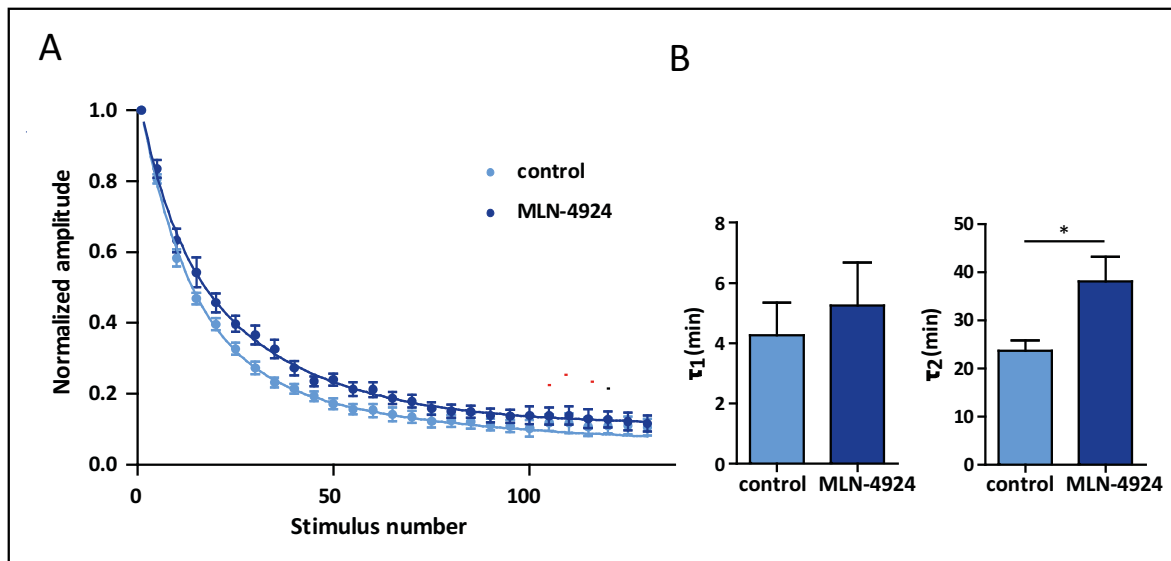 A
B
1.0
0.8
0.6
0.4
0.2
0.0
Normalized amplitude
0
50
100
Stimulus number
control
MLN-4924
8
6
4
2
0
τ1(min)
control
MLN-4924
50
40
30
20
10
0
τ2(min)
*
control
MLN-4924